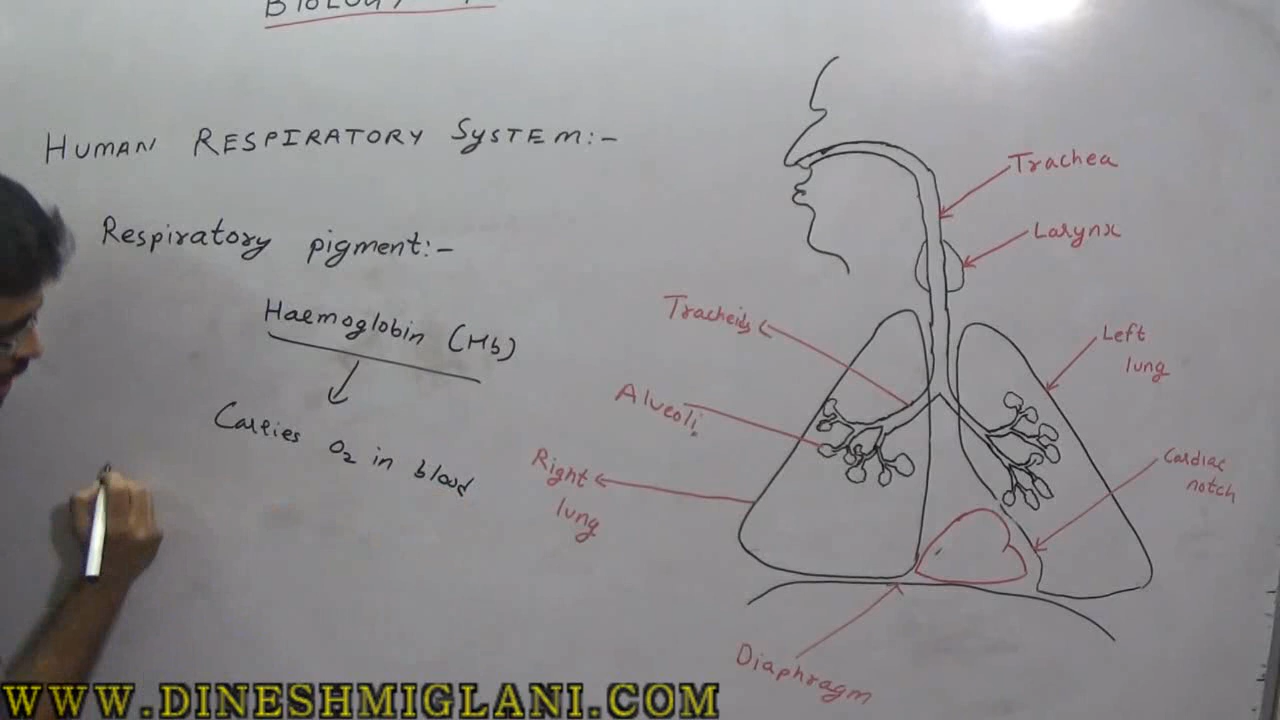 BIOLOGY
HUMAN RESPIRATORY SYSTEM:-
Respiratory pigment:-
Haemoglobin (Hb)
Carries O2 in blood
Trachea
Larynx
Tracheids
Left
lung
Alveoli
Right
lung
Cardiac
notch
Diaphragm
WWW.DINESHMIGLANI.COM